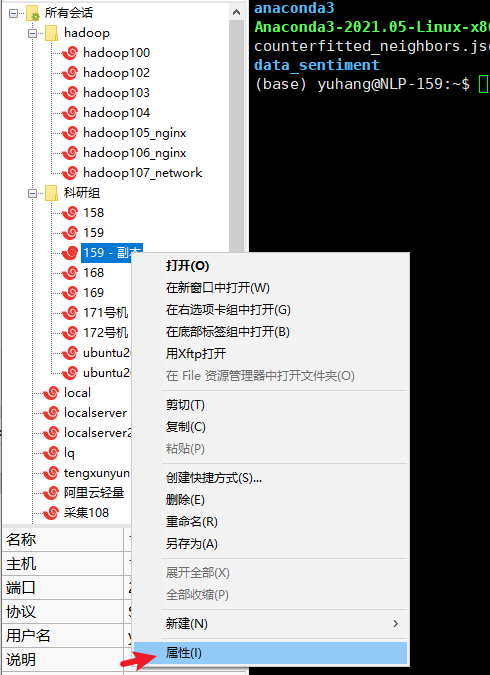 所有会话
hadoop
hadoop100
hadoop102
hadoop103
hadoop104
hadoop105_nginx
hadoop106_nginx
hadoop107_network
科研组
158
159
159 - 副本
168
169
171号机
172号机
local
localserver
lq
tengxunyun
阿里云轻量
采集108
名称
主机
端口
协议
用户名
说明
打开(O)
在新窗口中打开(W)
在右选项卡组中打开(G)
在底部标签组中打开(B)
用Xftp打开
在 File 资源管理器中打开文件夹(O)
剪切(T)
复制(C)
粘贴(P)
创建快捷方式(S)...
删除(E)
重命名(R)
另存为(A)
展开全部(X)
全部收缩(P)
新建(N)
属性(I)
anaconda3
Anaconda3-2021.05-Linux-x8
counterfitted_neighbors.js
data_sentiment
(base) yuhang@NLP-159:~$